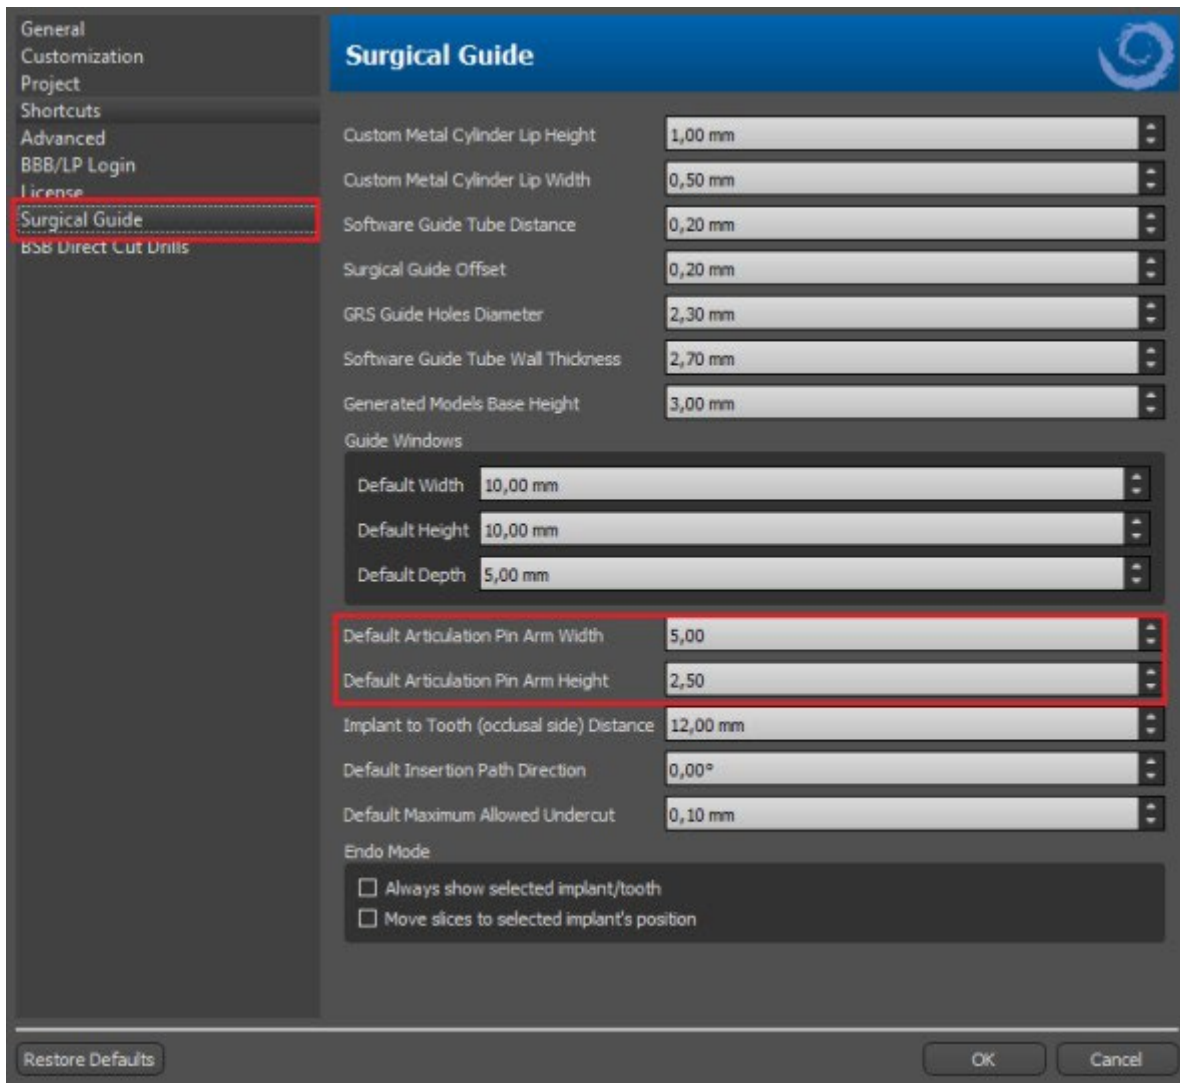 General
Customization
Project
Shortcuts
Advanced
BBB/LP Login
License
Surgical Guide
BSB Direct Cut Drills
Surgical Guide
Custom Metal Cylinder Lip Height 1,00 mm
Custom Metal Cylinder Lip Width 0,50 mm
Software Guide Tube Distance 0,20 mm
Surgical Guide Offset 0,20 mm
GRS Guide Holes Diameter 2,30 mm
Software Guide Tube Wall Thickness 2,70 mm
Generated Models Base Height 3,00 mm
Guide Windows
Default Width 10,00 mm
Default Height 10,00 mm
Default Depth 5,00 mm
Default Articulation Pin Arm Width 5,00
Default Articulation Pin Arm Height 2,50
Implant to Tooth (occlusal side) Distance 12,00 mm
Default Insertion Path Direction 0,00°
Default Maximum Allowed Undercut 0,10 mm
Endo Mode
Always show selected implant/tooth
Move slices to selected implant's position
Restore Defaults OK Cancel